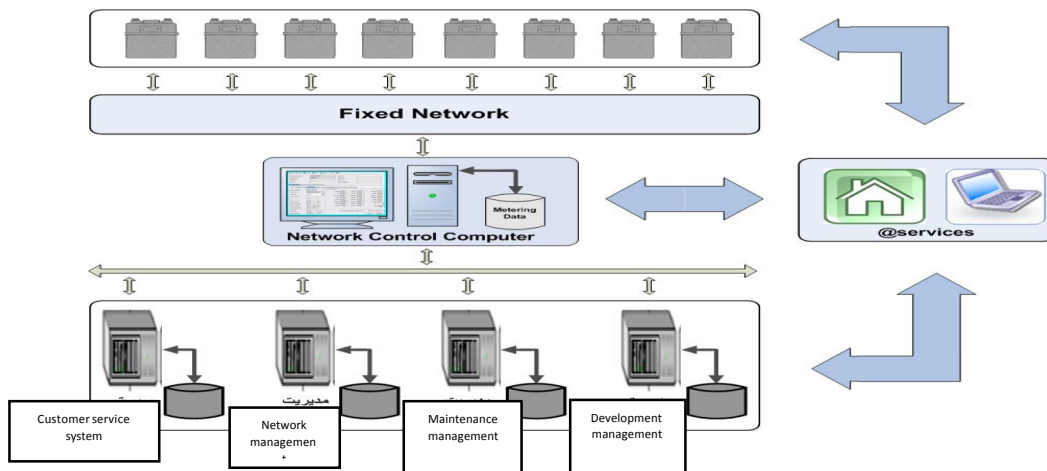 Fixed Network
Metering
Data
Network Control Computer
@services
مدیریت
Customer service
system
Network
managemen
Maintenance
management
Development
management